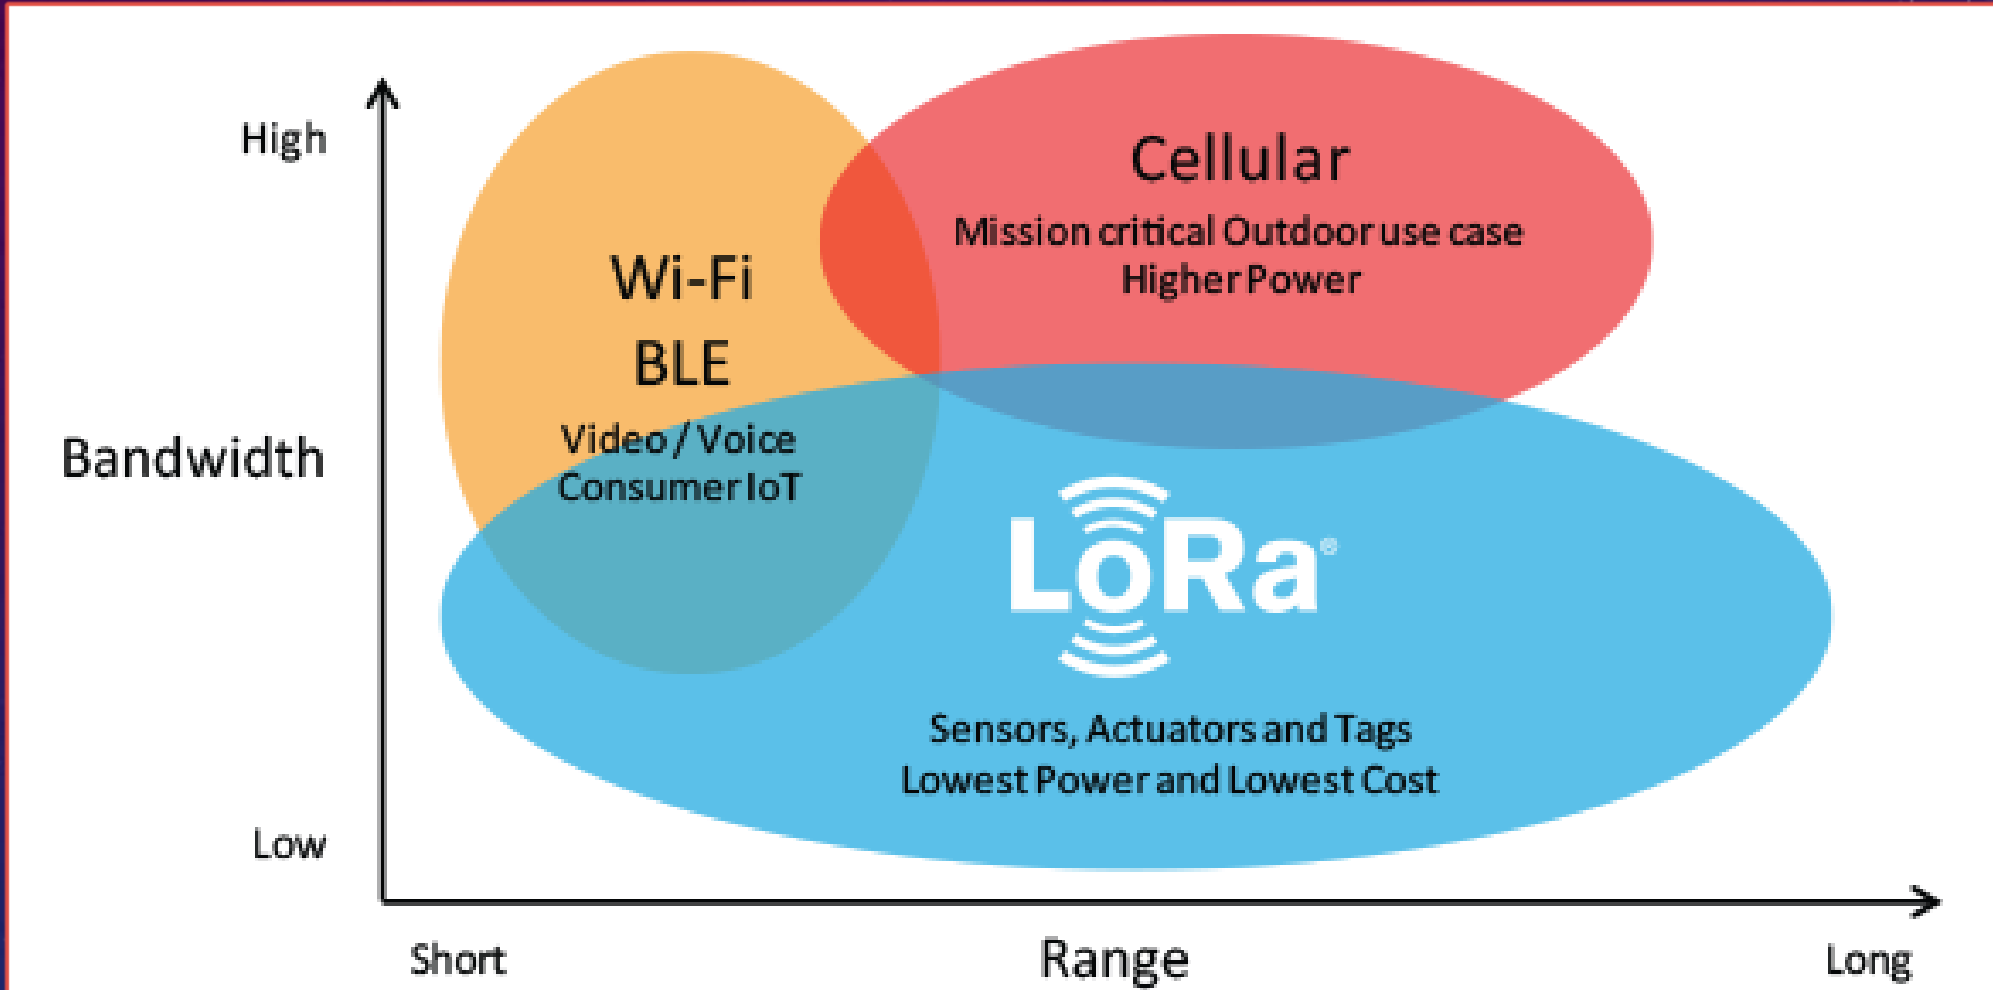 High
Bandwidth
Low
Wi-Fi
BLE
Video / Voice
Consumer IoT
Cellular
Mission critical Outdoor use case
Higher Power
LoRa®
Sensors, Actuators and Tags
Lowest Power and Lowest Cost
Short
Range
Long